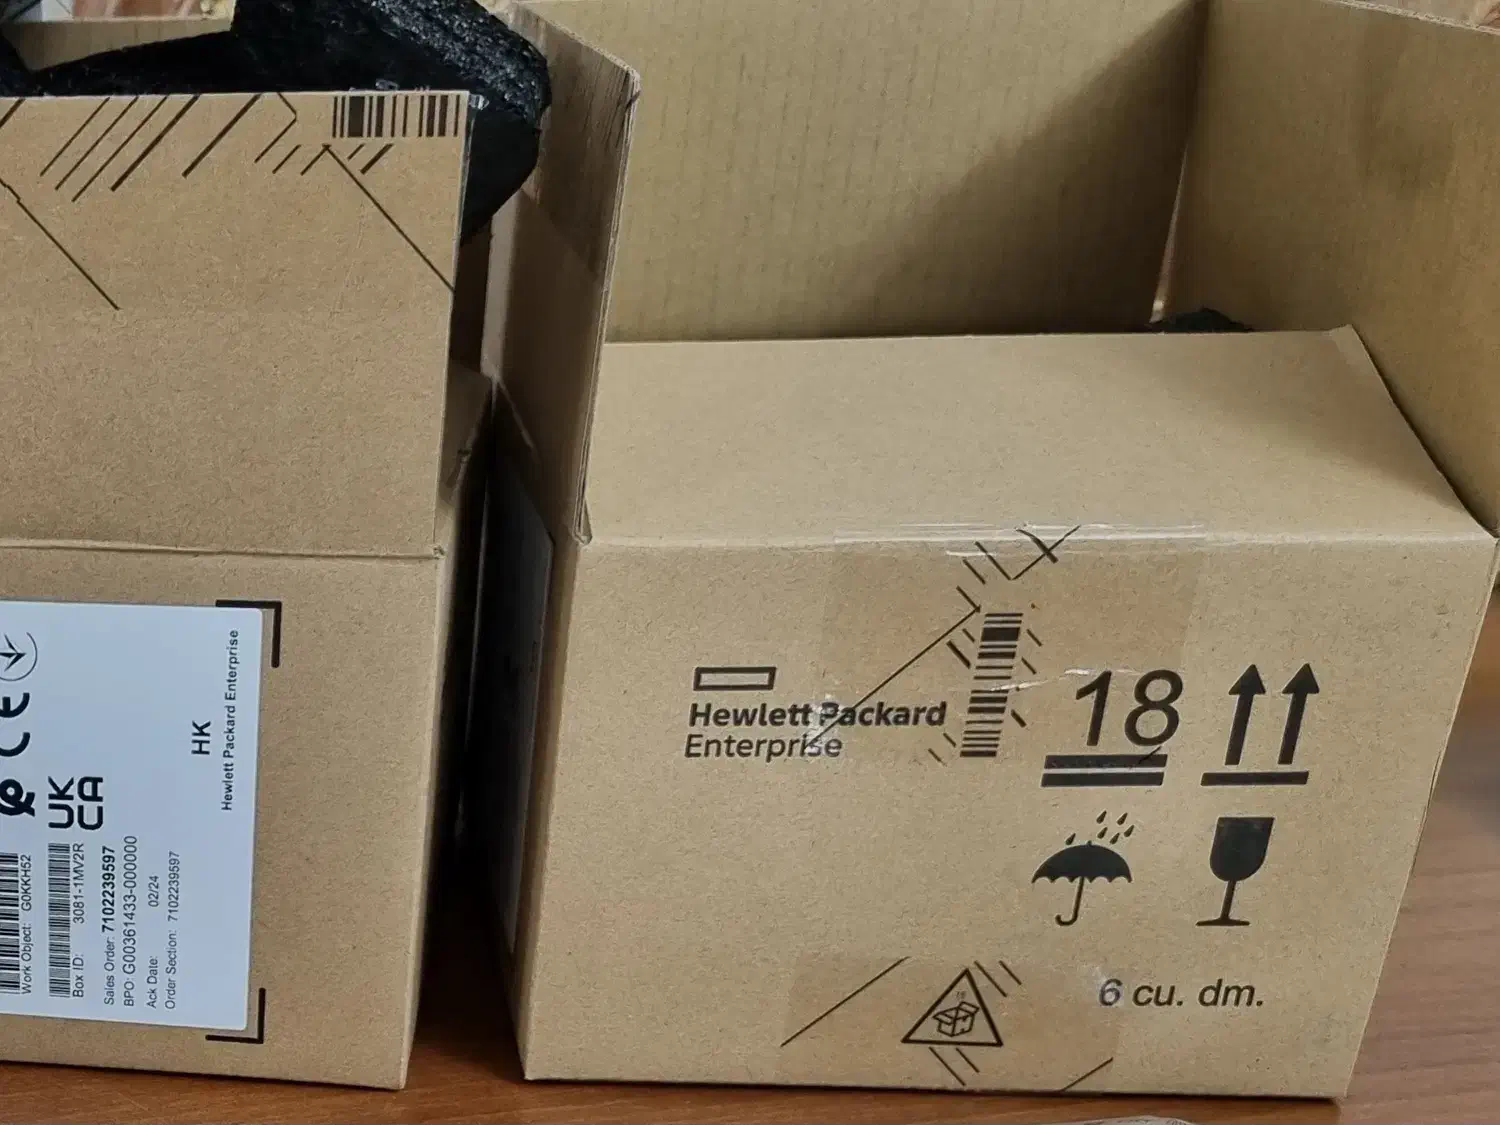 HK
Hewlett Packard Enterprise
CE
UK
CA
Work Object: G0KKH52
Box ID: 3081-1MV2R
Sales Order: 7102239597
BPO: G00361433-000000
Ack Date: 02/24
Order Section: 7102239597
Hewlett Packard
Enterprise
18
6 cu. dm.